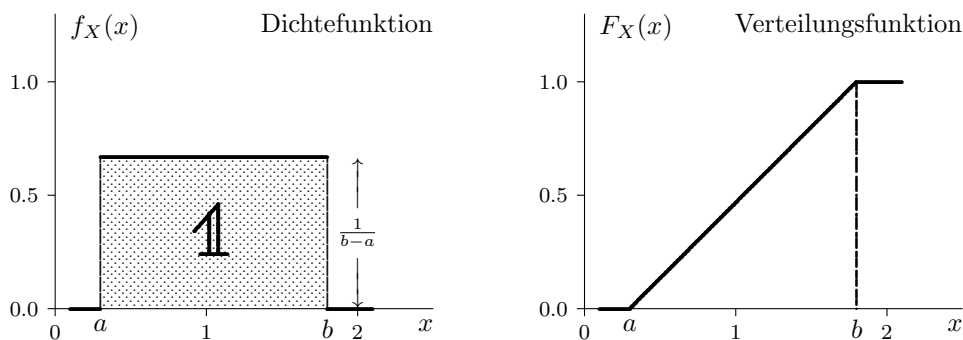 f_X(x) Dichtefunktion
1.0
0.5
0.0
𝟙
1/(b−a)
0 a 1 b 2 x
F_X(x) Verteilungsfunktion
1.0
0.5
0.0
0 a 1 b 2 x